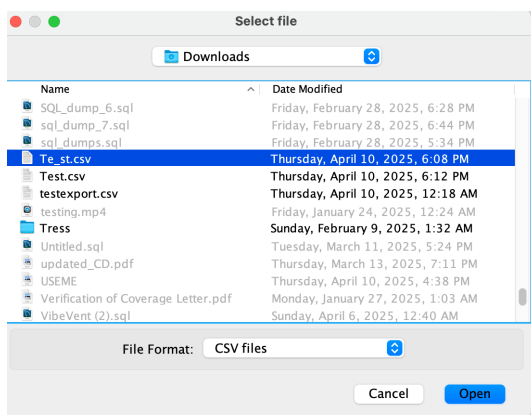 Select file
Downloads
Name Date Modified
SQL_dump_6.sql Friday, February 28, 2025, 6:28 PM
sql_dump_7.sql Friday, February 28, 2025, 6:44 PM
sql_dumps.sql Friday, February 28, 2025, 5:34 PM
Te_st.csv Thursday, April 10, 2025, 6:08 PM
Test.csv Thursday, April 10, 2025, 6:12 PM
testexport.csv Thursday, April 10, 2025, 12:18 AM
testing.mp4 Friday, January 24, 2025, 12:24 AM
Tress Sunday, February 9, 2025, 1:32 AM
Untitled.sql Tuesday, March 11, 2025, 5:24 PM
updated_CD.pdf Thursday, March 13, 2025, 7:11 PM
USEME Thursday, April 10, 2025, 4:38 PM
Verification of Coverage Letter.pdf Monday, January 27, 2025, 1:03 AM
VibeVent (2).sql Sunday, April 6, 2025, 12:40 AM
File Format: CSV files
Cancel Open